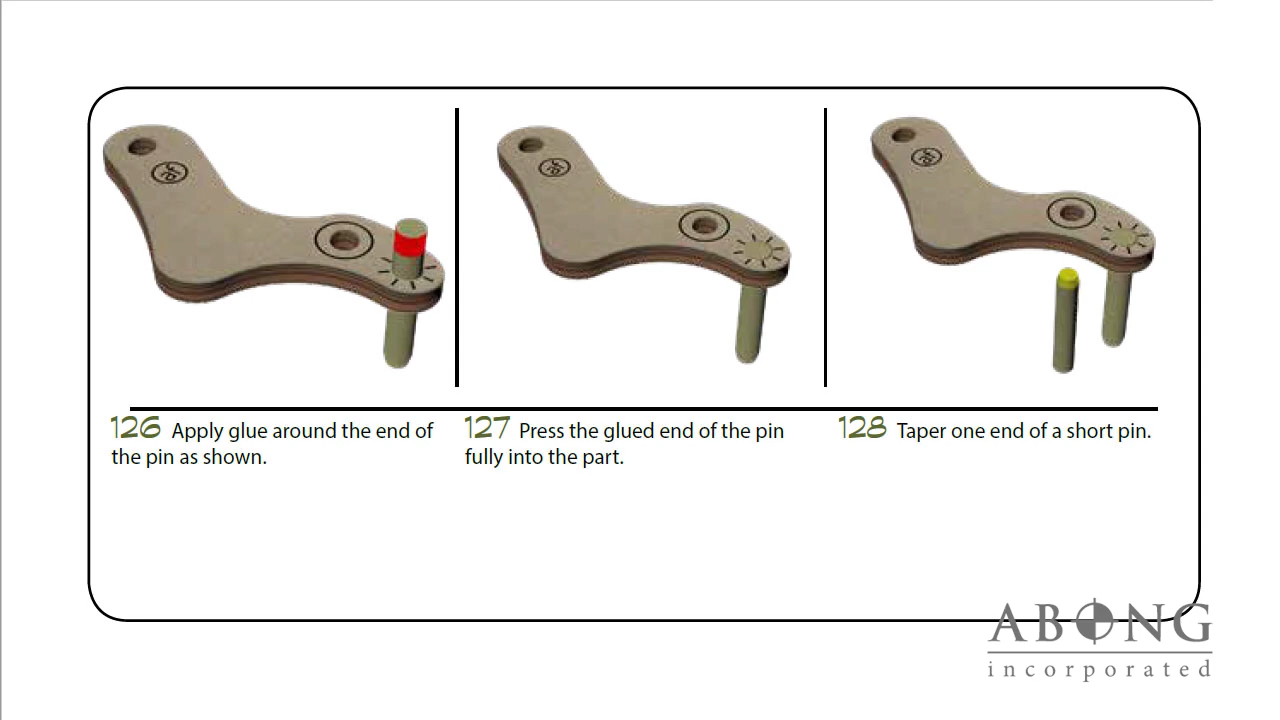 126 Apply glue around the end of
the pin as shown.
127 Press the glued end of the pin
fully into the part.
128 Taper one end of a short pin.
ABONG
incorporated